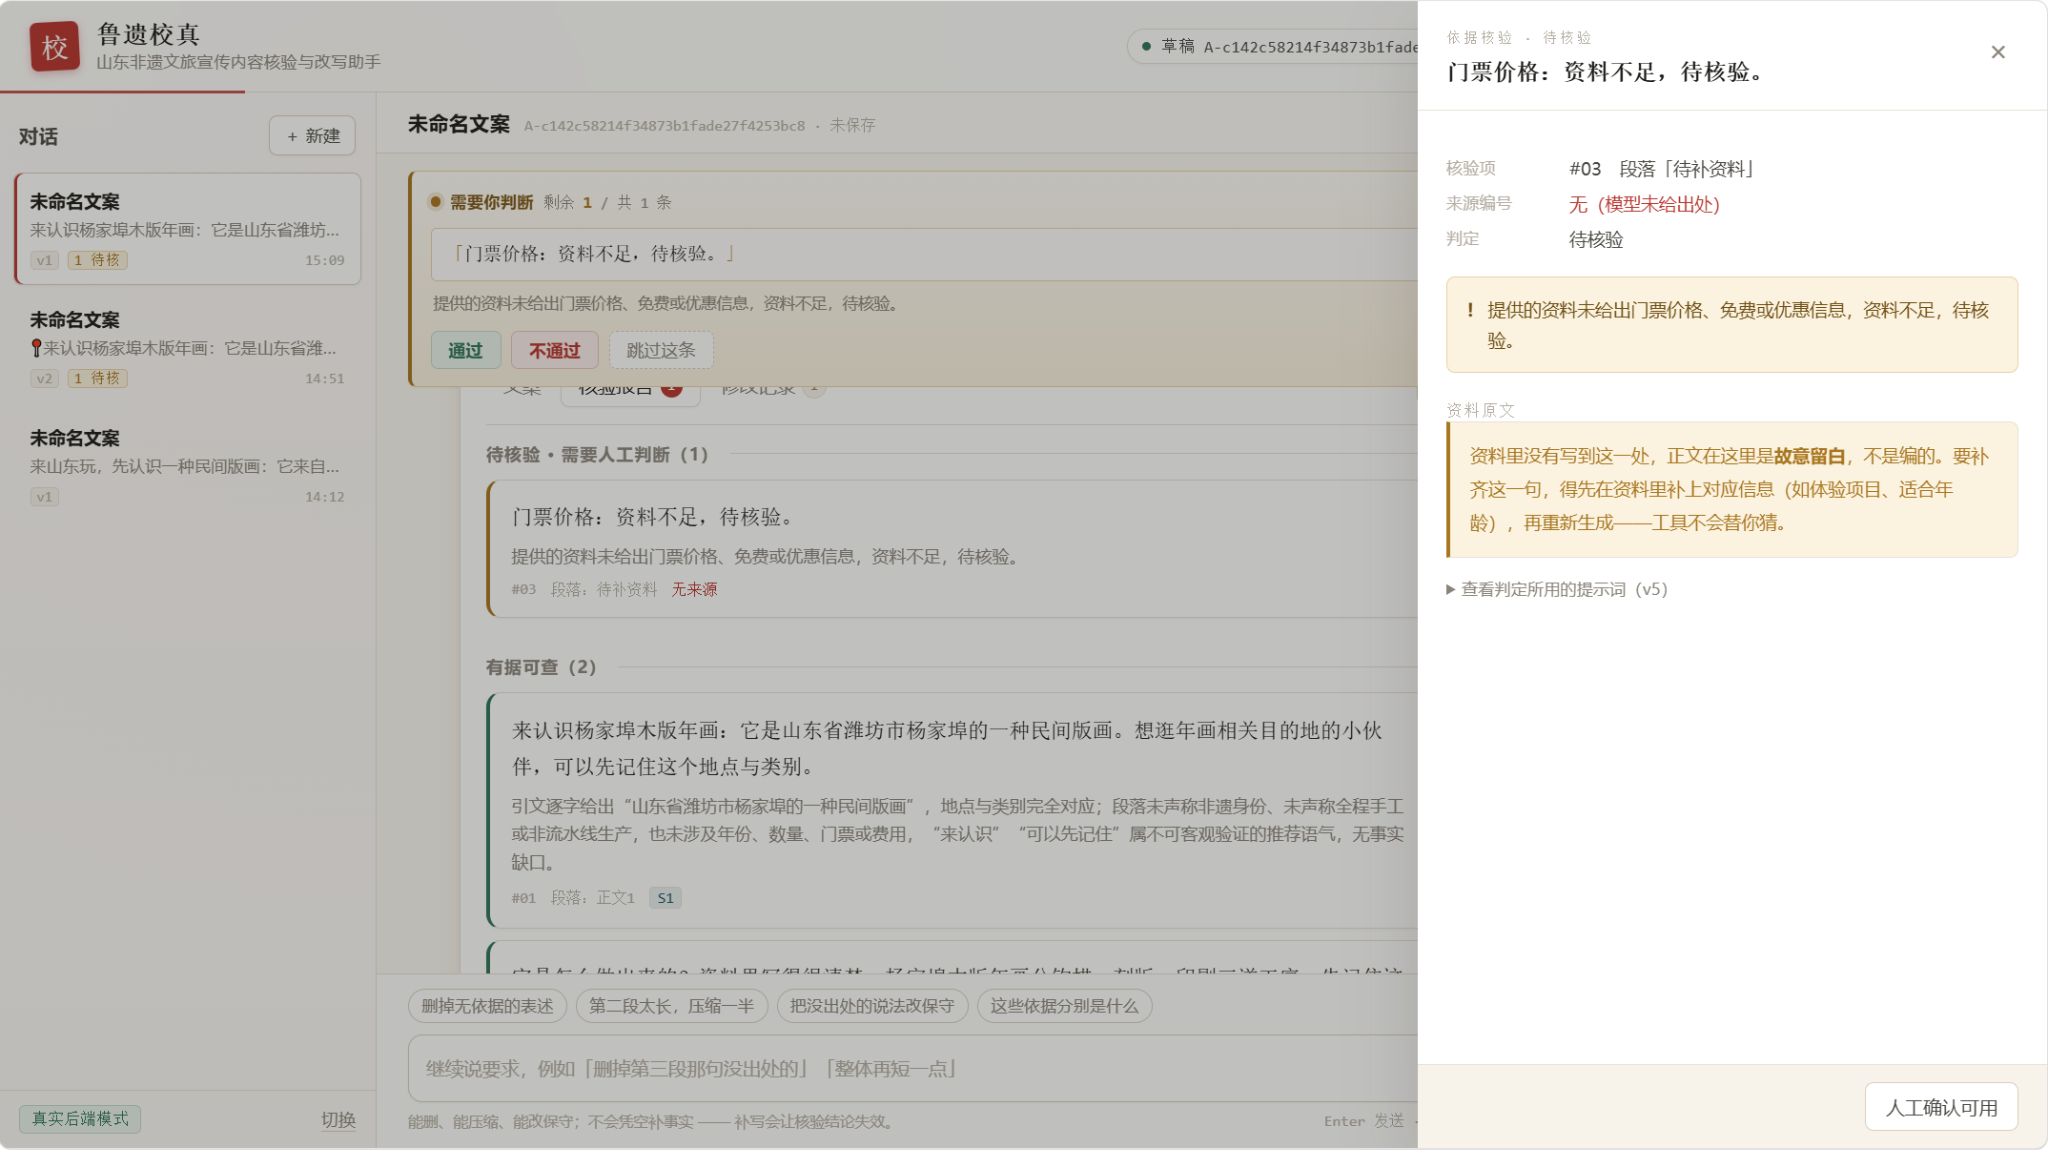 校
鲁遗校真
山东非遗文旅宣传内容核验与改写助手
草稿 A-c142c58214f34873b1fade
对话
+ 新建
未命名文案
来认识杨家埠木版年画：它是山东省潍坊…
v1 1 待核 15:09
未命名文案
来认识杨家埠木版年画：它是山东省潍…
v2 1 待核 14:51
未命名文案
来山东玩，先认识一种民间版画：它来自…
v1 14:12
真实后端模式 切换
未命名文案 A-c142c58214f34873b1fade27f4253bc8 · 未保存
需要你判断 剩余 1 / 共 1 条
「门票价格：资料不足，待核验。」
提供的资料未给出门票价格、免费或优惠信息，资料不足，待核验。
通过 不通过 跳过这条
文案 核验报告 1 修改记录 1
待核验 • 需要人工判断（1）
门票价格：资料不足，待核验。
提供的资料未给出门票价格、免费或优惠信息，资料不足，待核验。
#03 段落：待补资料 无来源
有据可查（2）
来认识杨家埠木版年画：它是山东省潍坊市杨家埠的一种民间版画。想逛年画相关目的地的小伙
伴，可以先记住这个地点与类别。
引文逐字给出“山东省潍坊市杨家埠的一种民间版画”，地点与类别完全对应；段落未声称非遗身份、未声称全程手工
或非流水线生产，也未涉及年份、数量、门票或费用，“来认识”“可以先记住”属不可客观验证的推荐语气，无事实
缺口。
#01 段落：正文1 S1
删掉无依据的表述 第二段太长，压缩一半 把没出处的说法改保守 这些依据分别是什么
继续说要求，例如「删掉第三段那句没出处的」「整体再短一点」
能删、能压缩、能改保守；不会凭空补事实 —— 补写会让核验结论失效。
Enter 发送 ·
依据核验 · 待核验
门票价格：资料不足，待核验。
×
核验项 #03 段落「待补资料」
来源编号 无（模型未给出处）
判定 待核验
! 提供的资料未给出门票价格、免费或优惠信息，资料不足，待核
验。
资料原文
资料里没有写到这一处，正文在这里是故意留白，不是编的。要补
齐这一句，得先在资料里补上对应信息（如体验项目、适合年
龄），再重新生成——工具不会替你猜。
▶ 查看判定所用的提示词（v5）
人工确认可用